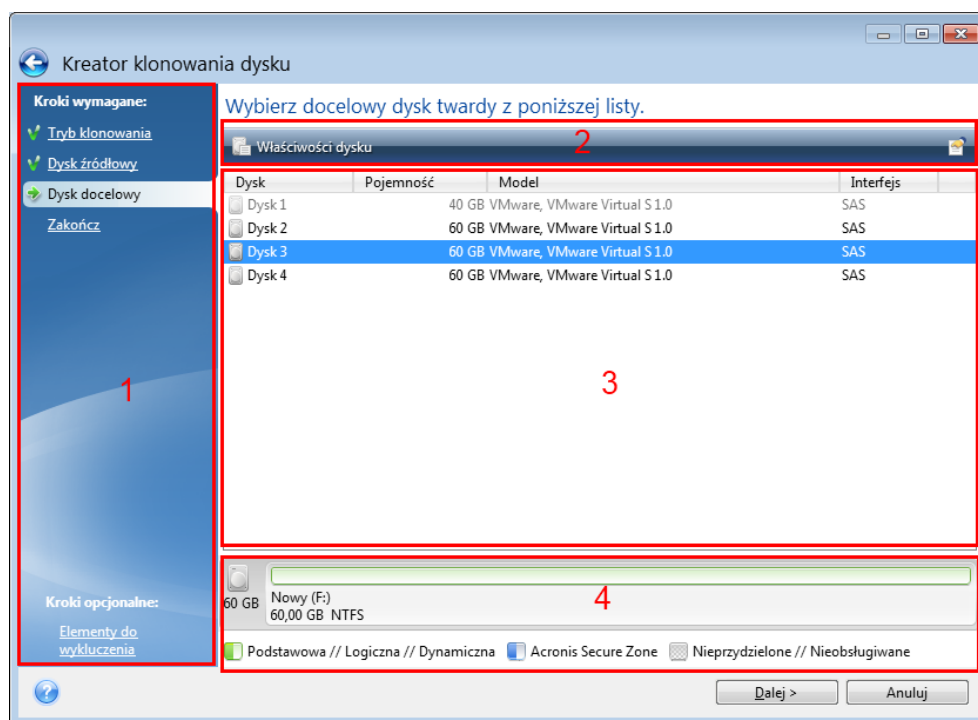 Kreator klonowania dysku
Kroki wymagane:
Tryb klonowania
Dysk źródłowy
Dysk docelowy
Zakończ
1
Kroki opcjonalne:
Elementy do
wykluczenia
Wybierz docelowy dysk twardy z poniższej listy.
Właściwości dysku
2
Dysk Pojemność Model Interfejs
Dysk 1 40 GB VMware, VMware Virtual S 1.0 SAS
Dysk 2 60 GB VMware, VMware Virtual S 1.0 SAS
Dysk 3 60 GB VMware, VMware Virtual S 1.0 SAS
Dysk 4 60 GB VMware, VMware Virtual S 1.0 SAS
3
60 GB
Nowy (F:)
60,00 GB NTFS
4
Podstawowa // Logiczna // Dynamiczna Acronis Secure Zone Nieprzydzielone // Nieobsługiwane
Dalej > Anuluj